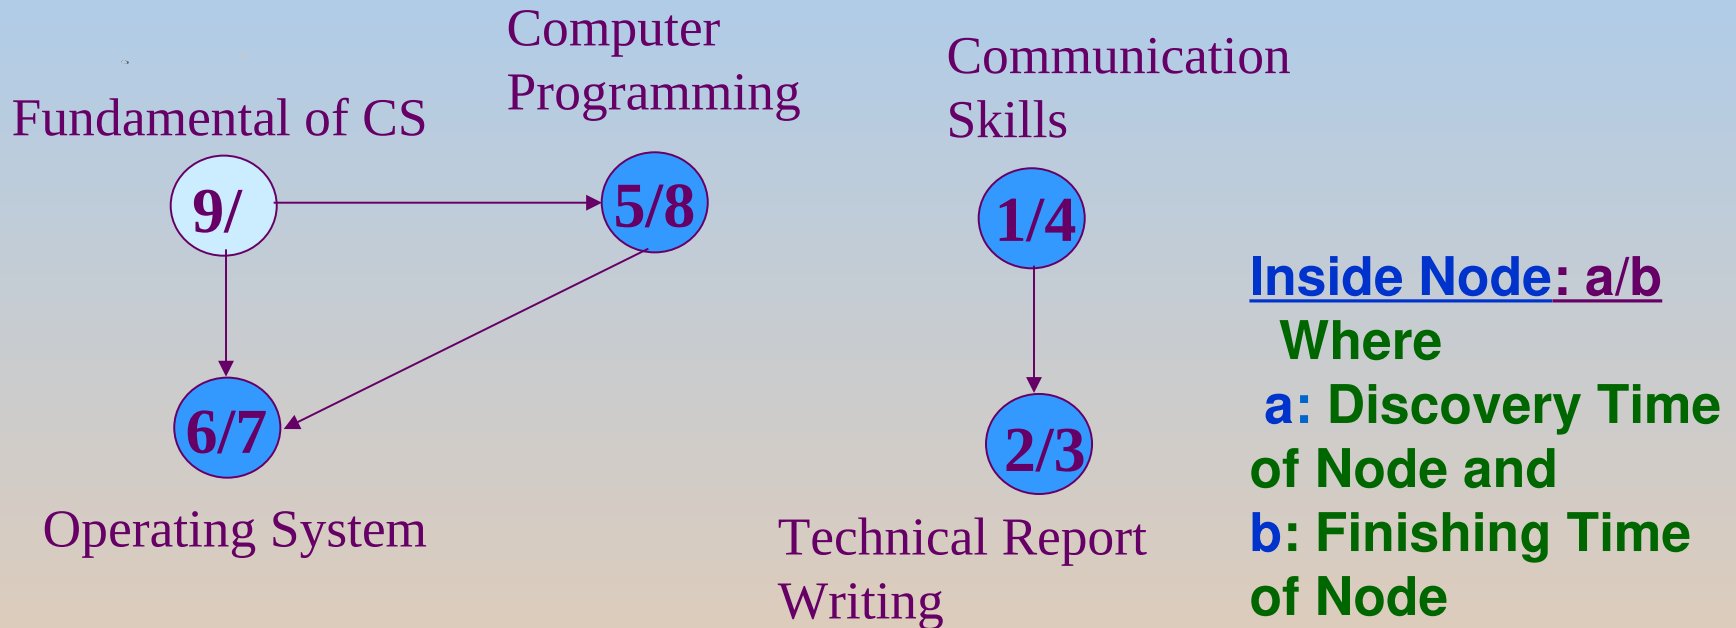 Computer
Programming
Communication
Skills
Fundamental of CS
9/
5/8
1/4
Inside Node: a/b
Where
a: Discovery Time
of Node and
b: Finishing Time
of Node
6/7
2/3
Operating System
Technical Report
Writing